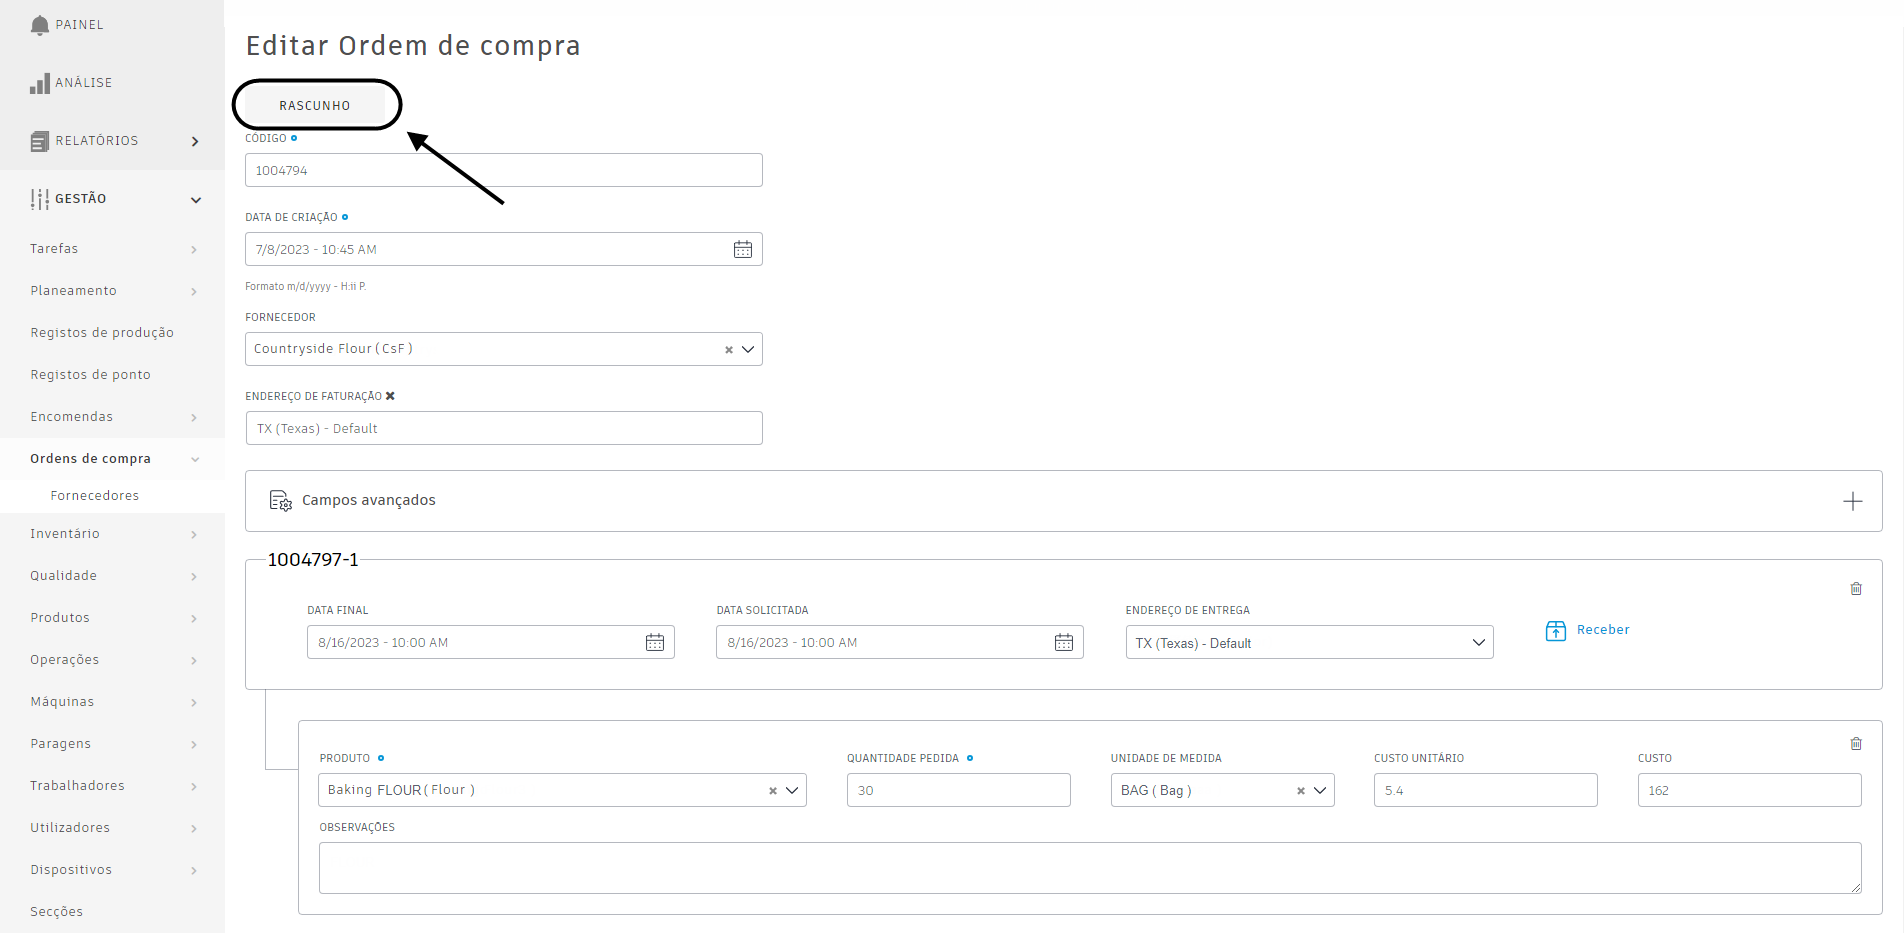 PAINEL
ANÁLISE
RELATÓRIOS
GESTÃO
Tarefas
Planeamento
Registos de produção
Registos de ponto
Encomendas
Ordens de compra
Fornecedores
Inventário
Qualidade
Produtos
Operações
Máquinas
Paragens
Trabalhadores
Utilizadores
Dispositivos
Secções
Editar Ordem de compra
RASCUNHO
CÓDIGO
1004794
DATA DE CRIAÇÃO
7/8/2023 - 10:45 AM
Formato m/d/yyyy - H:ii P.
FORNECEDOR
Countryside Flour ( CsF )
ENDEREÇO DE FATURAÇÃO
TX (Texas) - Default
Campos avançados
1004797-1
DATA FINAL DATA SOLICITADA ENDEREÇO DE ENTREGA
8/16/2023 - 10:00 AM 8/16/2023 - 10:00 AM TX (Texas) - Default Receber
PRODUTO QUANTIDADE PEDIDA UNIDADE DE MEDIDA CUSTO UNITÁRIO CUSTO
Baking FLOUR ( Flour ) 30 BAG ( Bag ) 5.4 162
OBSERVAÇÕES